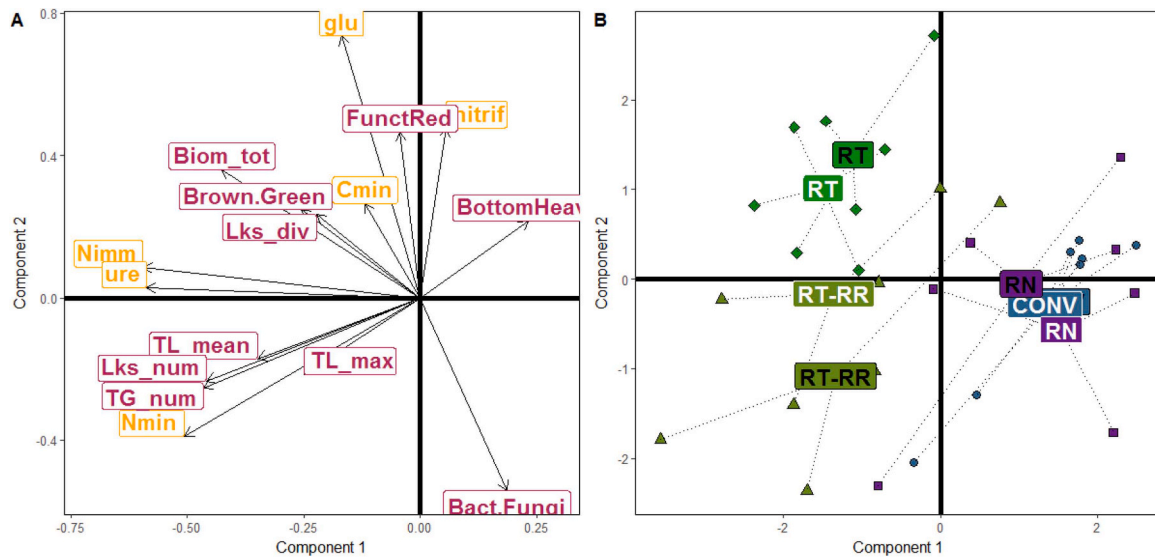 A
0.8
0.4
0.0
-0.4
Component 2
glu
FunctRed
nitrif
Biom_tot
Brown.Green
Cmin
BottomHeav
Lks_div
Nimm
ure
TL_mean
TL_max
Lks_num
TG_num
Nmin
Bact.Fungi
-0.75
-0.50
-0.25
0.00
0.25
Component 1
B
2
1
0
-1
-2
Component 2
RT
RT
RT-RR
RN
CONV
RN
RT-RR
-2
0
2
Component 1